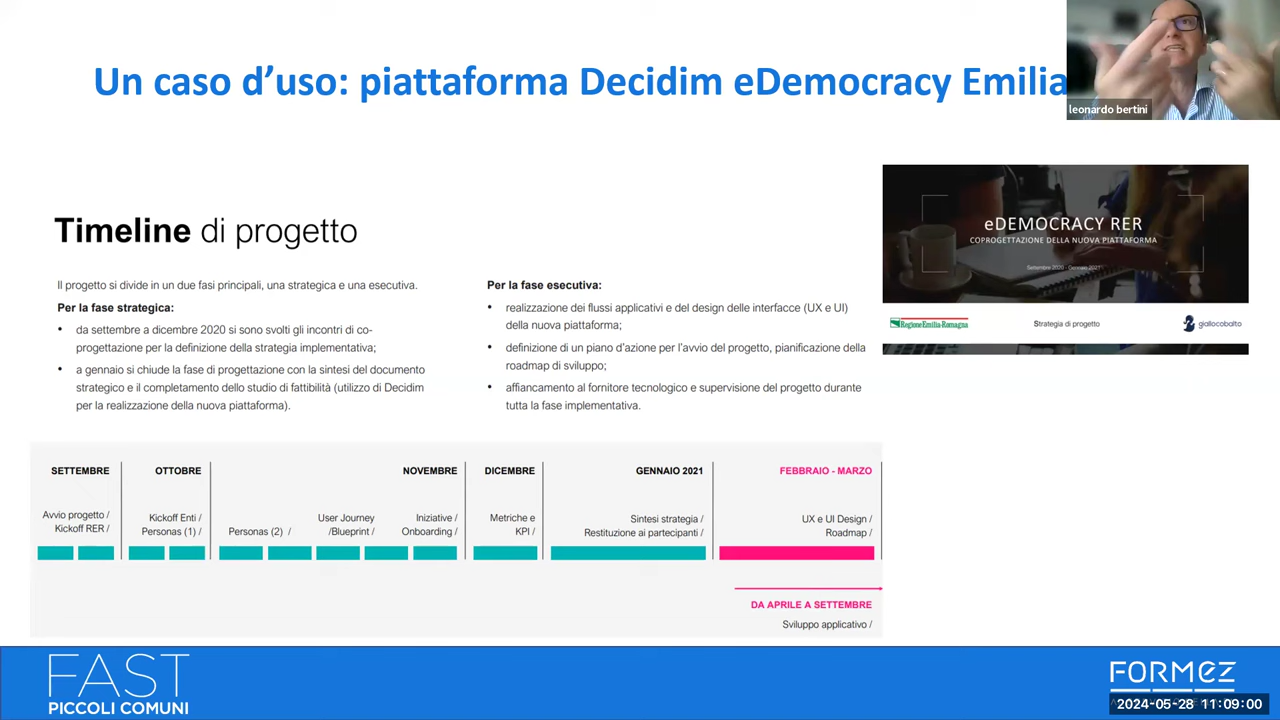 Un caso d'uso: piattaforma Decidim eDemocracy Emilia
leonardo bertini
Timeline di progetto
Il progetto si divide in un due fasi principali, una strategica e una esecutiva.
Per la fase strategica:
• da settembre a dicembre 2020 si sono svolti gli incontri di co-
progettazione per la definizione della strategia implementativa;
• a gennaio si chiude la fase di progettazione con la sintesi del documento
strategico e il completamento dello studio di fattibilità (utilizzo di Decidim
per la realizzazione della nuova piattaforma).
Per la fase esecutiva:
• realizzazione dei flussi applicativi e del design delle interfacce (UX e UI)
della nuova piattaforma;
• definizione di un piano d'azione per l'avvio del progetto, pianificazione della
roadmap di sviluppo;
• affiancamento al fornitore tecnologico e supervisione del progetto durante
tutta la fase implementativa.
eDEMOCRACY RER
COPROGETTAZIONE DELLA NUOVA PIATTAFORMA
Settembre 2020 - Gennaio 2021
RegioneEmilia-Romagna
Strategia di progetto
giallocobalto
SETTEMBRE
Avvio progetto /
Kickoff RER /
OTTOBRE
Kickoff Enti /
Personas (1) /
NOVEMBRE
Personas (2) /
User Journey
/Blueprint /
Iniziative /
Onboarding /
DICEMBRE
Metriche e
KPI /
GENNAIO 2021
Sintesi strategia /
Restituzione ai partecipanti /
FEBBRAIO - MARZO
UX e UI Design /
Roadmap /
DA APRILE A SETTEMBRE
Sviluppo applicativo /
FAST
PICCOLI COMUNI
FORMEZ
2024-05-28 11:09:00